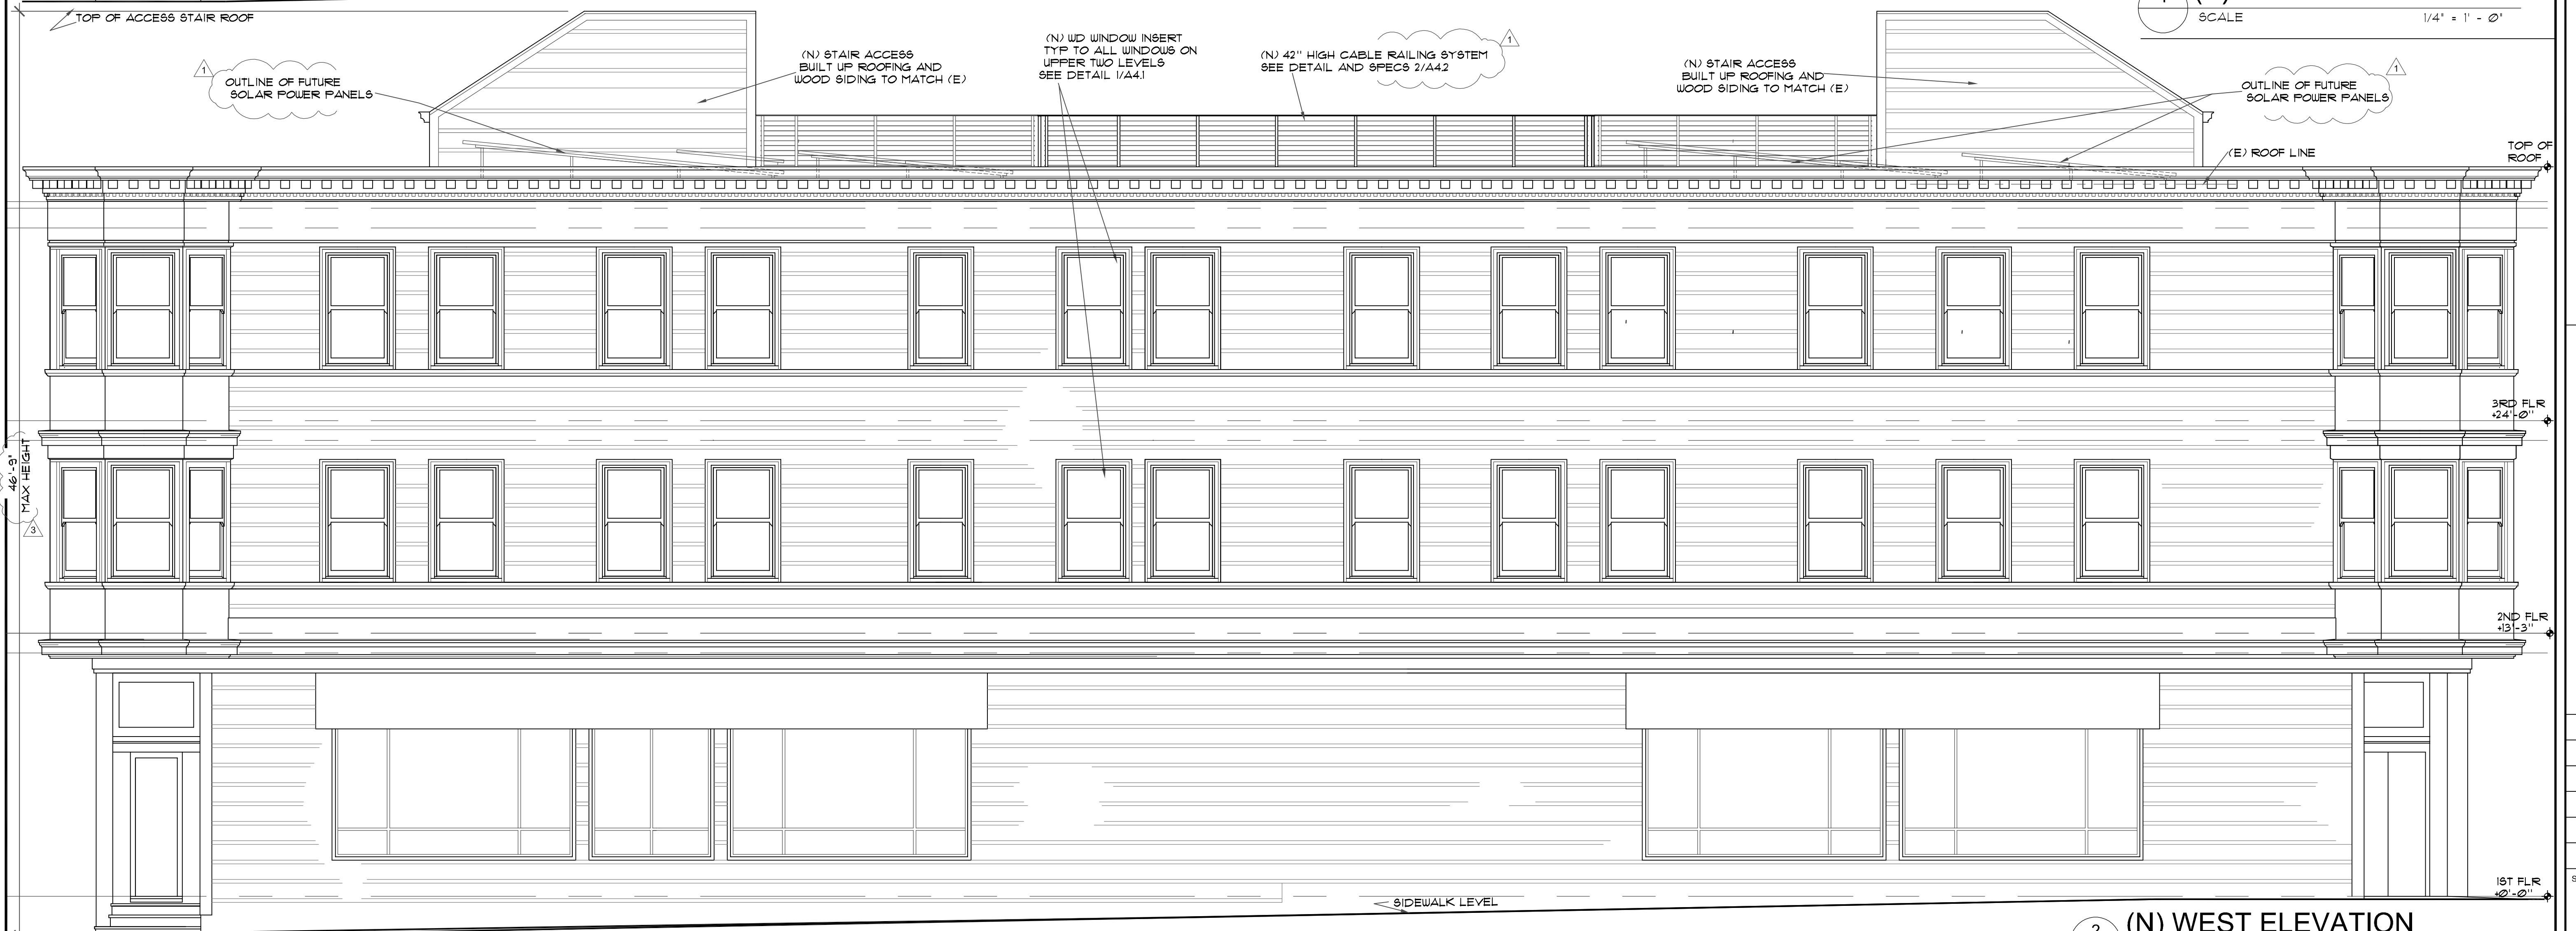 TOP OF ACCESS STAIR ROOF
SCALE 1/4" = 1' - Ø"
1
OUTLINE OF FUTURE
SOLAR POWER PANELS
(N) STAIR ACCESS
BUILT UP ROOFING AND
WOOD SIDING TO MATCH (E)
(N) WD WINDOW INSERT
TYP TO ALL WINDOWS ON
UPPER TWO LEVELS
SEE DETAIL 1/A4.1
(N) 42" HIGH CABLE RAILING SYSTEM
SEE DETAIL AND SPECS 2/A4.2
1
(N) STAIR ACCESS
BUILT UP ROOFING AND
WOOD SIDING TO MATCH (E)
1
OUTLINE OF FUTURE
SOLAR POWER PANELS
(E) ROOF LINE
TOP OF
ROOF
3RD FLR
+24'-Ø"
46'-9"
MAX HEIGHT
3
2ND FLR
+13'-3"
1ST FLR
+Ø'-Ø"
SIDEWALK LEVEL
2
(N) WEST ELEVATION